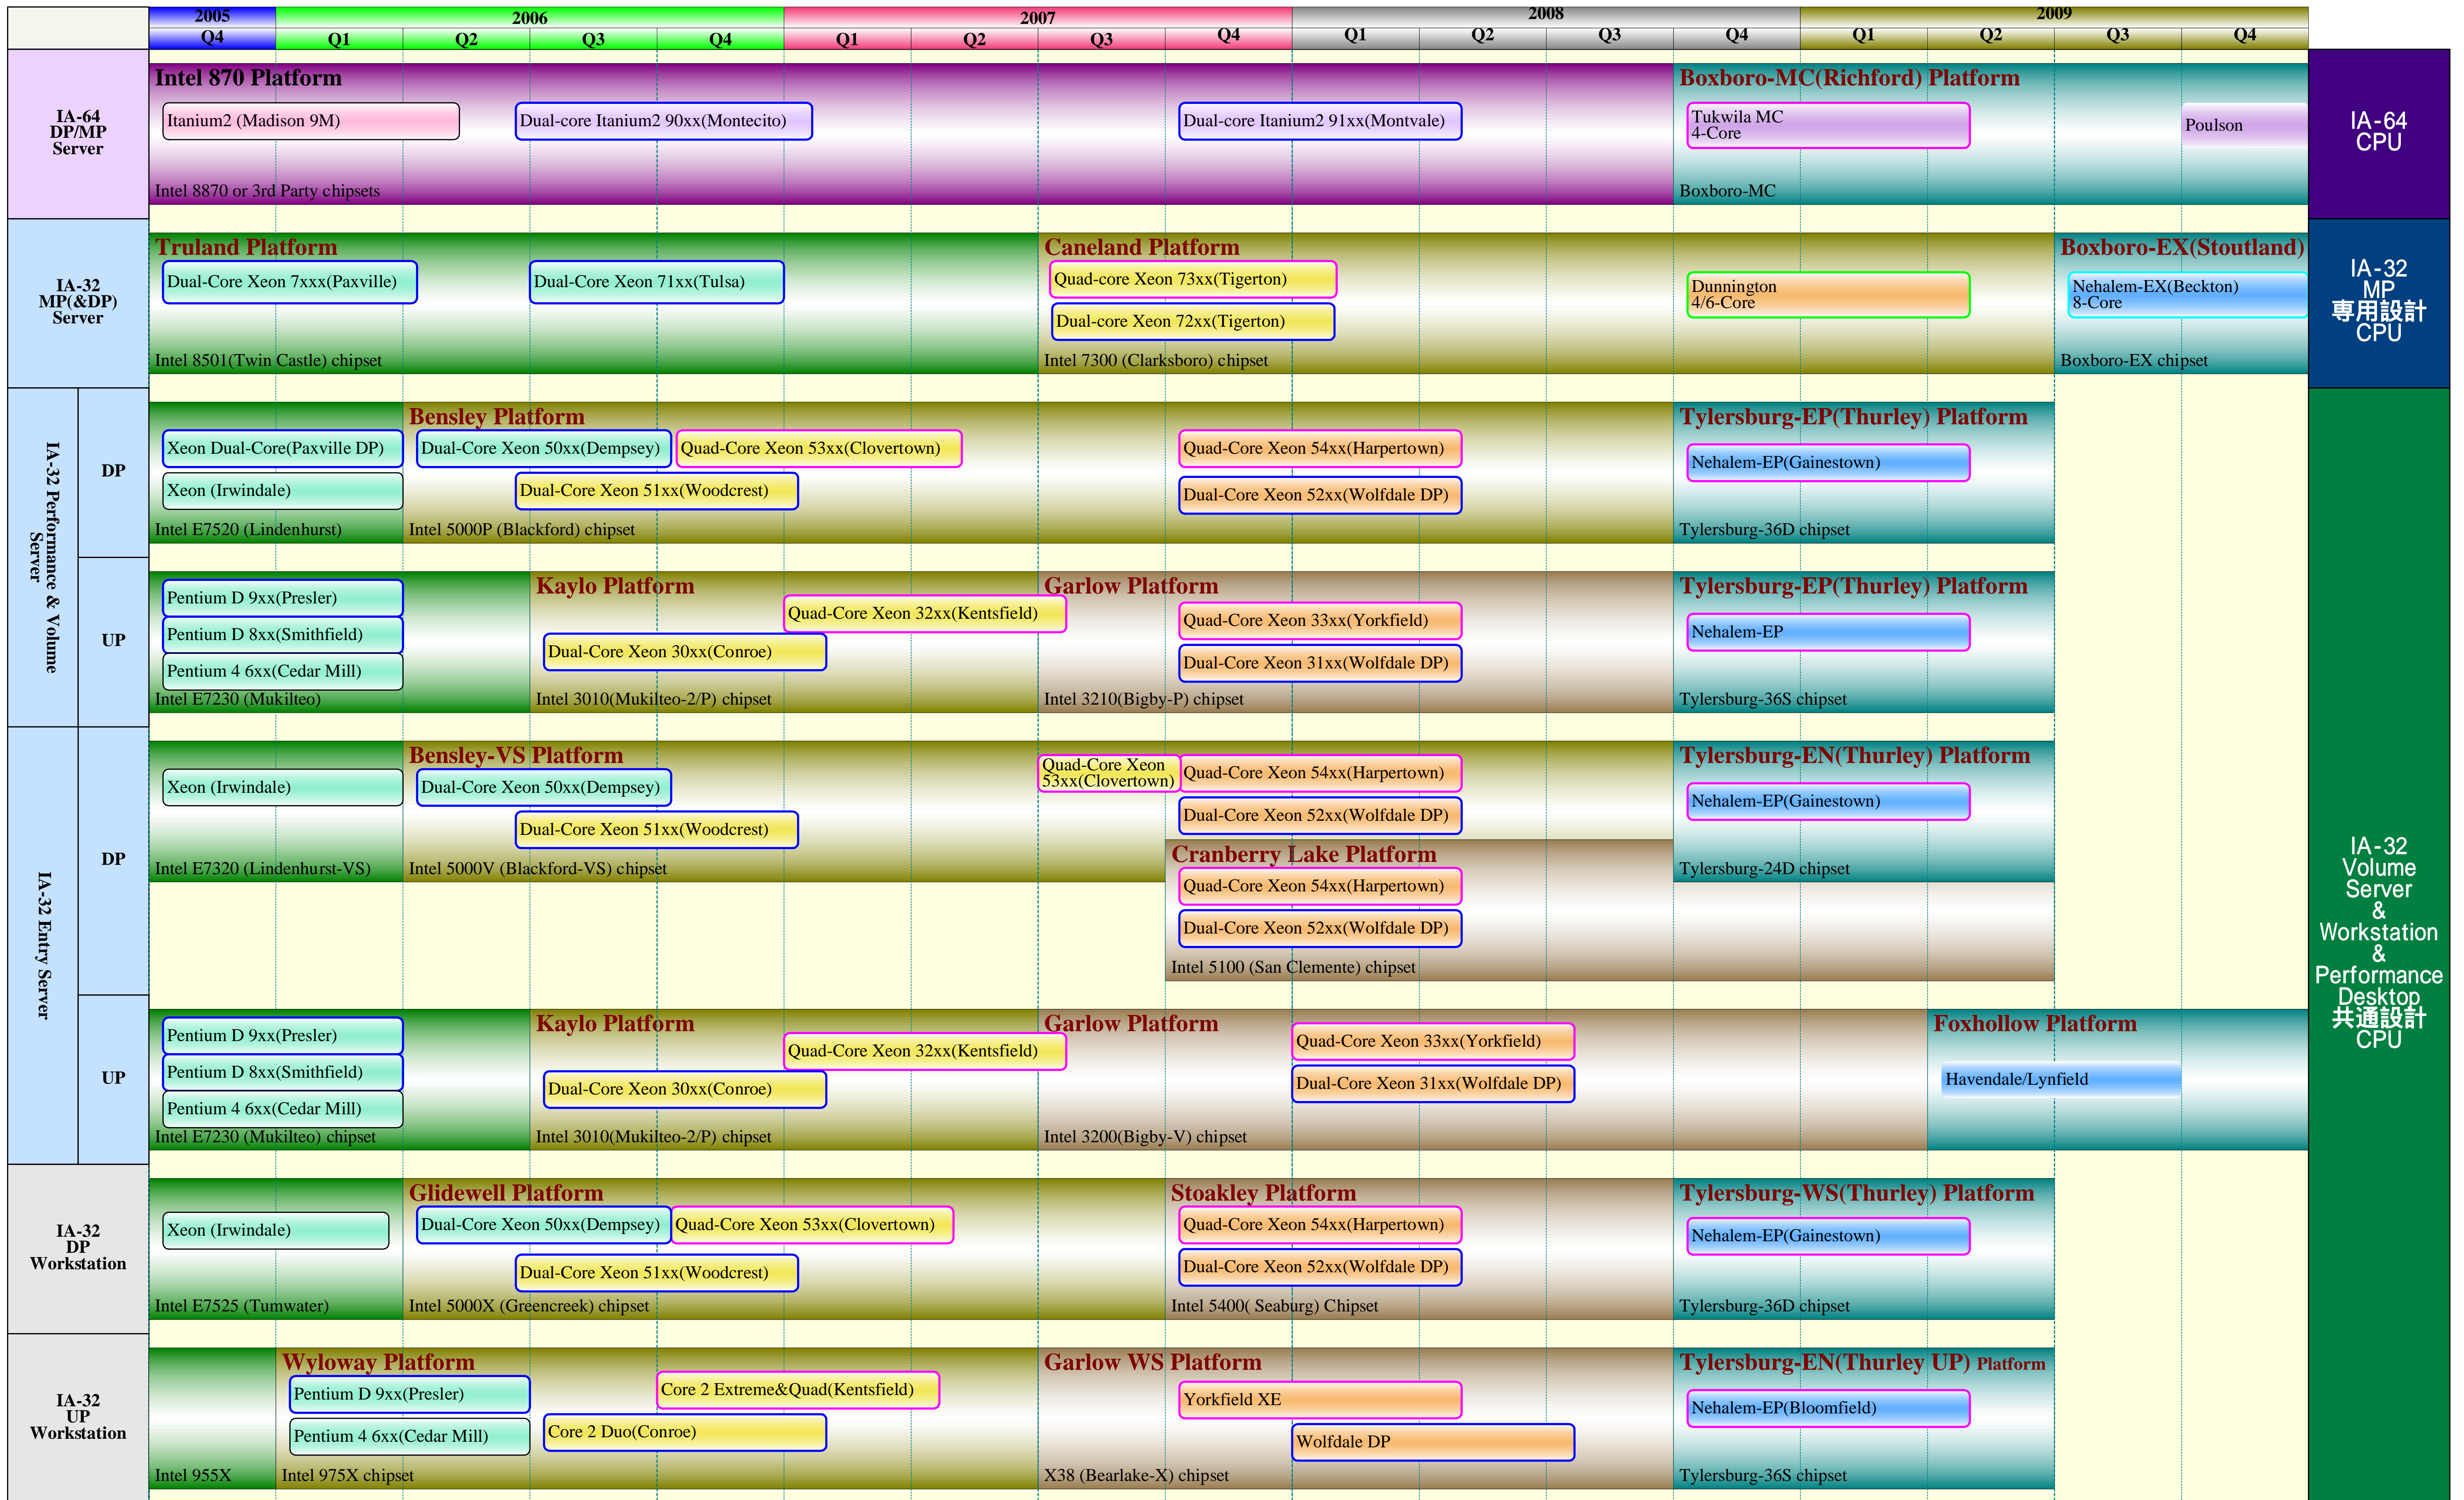 2005
2006
2007
2008
2009
Q4
Q1
Q2
Q3
Q4
Q1
Q2
Q3
Q4
Q1
Q2
Q3
Q4
Q1
Q2
Q3
Q4
IA-64
DP/MP
Server
Intel 870 Platform
Itanium2 (Madison 9M)
Dual-core Itanium2 90xx(Montecito)
Dual-core Itanium2 91xx(Montvale)
Intel 8870 or 3rd Party chipsets
Boxboro-MC(Richford) Platform
Tukwila MC
4-Core
Poulson
Boxboro-MC
IA-64
CPU
IA-32
MP(&DP)
Server
Truland Platform
Dual-Core Xeon 7xxx(Paxville)
Dual-Core Xeon 71xx(Tulsa)
Intel 8501(Twin Castle) chipset
Caneland Platform
Quad-core Xeon 73xx(Tigerton)
Dual-core Xeon 72xx(Tigerton)
Dunnington
4/6-Core
Intel 7300 (Clarksboro) chipset
Boxboro-EX(Stoutland)
Nehalem-EX(Beckton)
8-Core
Boxboro-EX chipset
IA-32
MP
専用設計
CPU
IA-32 Performance & Volume
Server
DP
Xeon Dual-Core(Paxville DP)
Xeon (Irwindale)
Intel E7520 (Lindenhurst)
Bensley Platform
Dual-Core Xeon 50xx(Dempsey)
Quad-Core Xeon 53xx(Clovertown)
Dual-Core Xeon 51xx(Woodcrest)
Quad-Core Xeon 54xx(Harpertown)
Dual-Core Xeon 52xx(Wolfdale DP)
Intel 5000P (Blackford) chipset
Tylersburg-EP(Thurley) Platform
Nehalem-EP(Gainestown)
Tylersburg-36D chipset
UP
Pentium D 9xx(Presler)
Pentium D 8xx(Smithfield)
Pentium 4 6xx(Cedar Mill)
Intel E7230 (Mukilteo)
Kaylo Platform
Quad-Core Xeon 32xx(Kentsfield)
Dual-Core Xeon 30xx(Conroe)
Intel 3010(Mukilteo-2/P) chipset
Garlow Platform
Quad-Core Xeon 33xx(Yorkfield)
Dual-Core Xeon 31xx(Wolfdale DP)
Intel 3210(Bigby-P) chipset
Tylersburg-EP(Thurley) Platform
Nehalem-EP
Tylersburg-36S chipset
IA-32 Entry Server
DP
Xeon (Irwindale)
Intel E7320 (Lindenhurst-VS)
Bensley-VS Platform
Dual-Core Xeon 50xx(Dempsey)
Dual-Core Xeon 51xx(Woodcrest)
Quad-Core Xeon
53xx(Clovertown)
Quad-Core Xeon 54xx(Harpertown)
Dual-Core Xeon 52xx(Wolfdale DP)
Intel 5000V (Blackford-VS) chipset
Cranberry Lake Platform
Quad-Core Xeon 54xx(Harpertown)
Dual-Core Xeon 52xx(Wolfdale DP)
Intel 5100 (San Clemente) chipset
Tylersburg-EN(Thurley) Platform
Nehalem-EP(Gainestown)
Tylersburg-24D chipset
UP
Pentium D 9xx(Presler)
Pentium D 8xx(Smithfield)
Pentium 4 6xx(Cedar Mill)
Intel E7230 (Mukilteo) chipset
Kaylo Platform
Quad-Core Xeon 32xx(Kentsfield)
Dual-Core Xeon 30xx(Conroe)
Intel 3010(Mukilteo-2/P) chipset
Garlow Platform
Quad-Core Xeon 33xx(Yorkfield)
Dual-Core Xeon 31xx(Wolfdale DP)
Intel 3200(Bigby-V) chipset
Foxhollow Platform
Havendale/Lynfield
IA-32
DP
Workstation
Xeon (Irwindale)
Intel E7525 (Tumwater)
Glidewell Platform
Dual-Core Xeon 50xx(Dempsey)
Quad-Core Xeon 53xx(Clovertown)
Dual-Core Xeon 51xx(Woodcrest)
Intel 5000X (Greencreek) chipset
Stoakley Platform
Quad-Core Xeon 54xx(Harpertown)
Dual-Core Xeon 52xx(Wolfdale DP)
Intel 5400( Seaburg) Chipset
Tylersburg-WS(Thurley) Platform
Nehalem-EP(Gainestown)
Tylersburg-36D chipset
IA-32
UP
Workstation
Intel 955X
Wyloway Platform
Pentium D 9xx(Presler)
Pentium 4 6xx(Cedar Mill)
Core 2 Extreme&Quad(Kentsfield)
Core 2 Duo(Conroe)
Intel 975X chipset
Garlow WS Platform
Yorkfield XE
Wolfdale DP
X38 (Bearlake-X) chipset
Tylersburg-EN(Thurley UP) Platform
Nehalem-EP(Bloomfield)
Tylersburg-36S chipset
IA-32
Volume
Server
&
Workstation
&
Performance
Desktop
共通設計
CPU